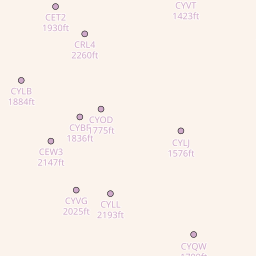 CYVT
1423ft
CET2
1930ft
CRL4
2260ft
CYLB
1884ft
CYOD
1775ft
CYBF
1836ft
CYLJ
1576ft
CEW3
2147ft
CYVG
2025ft
CYLL
2193ft
CYQW